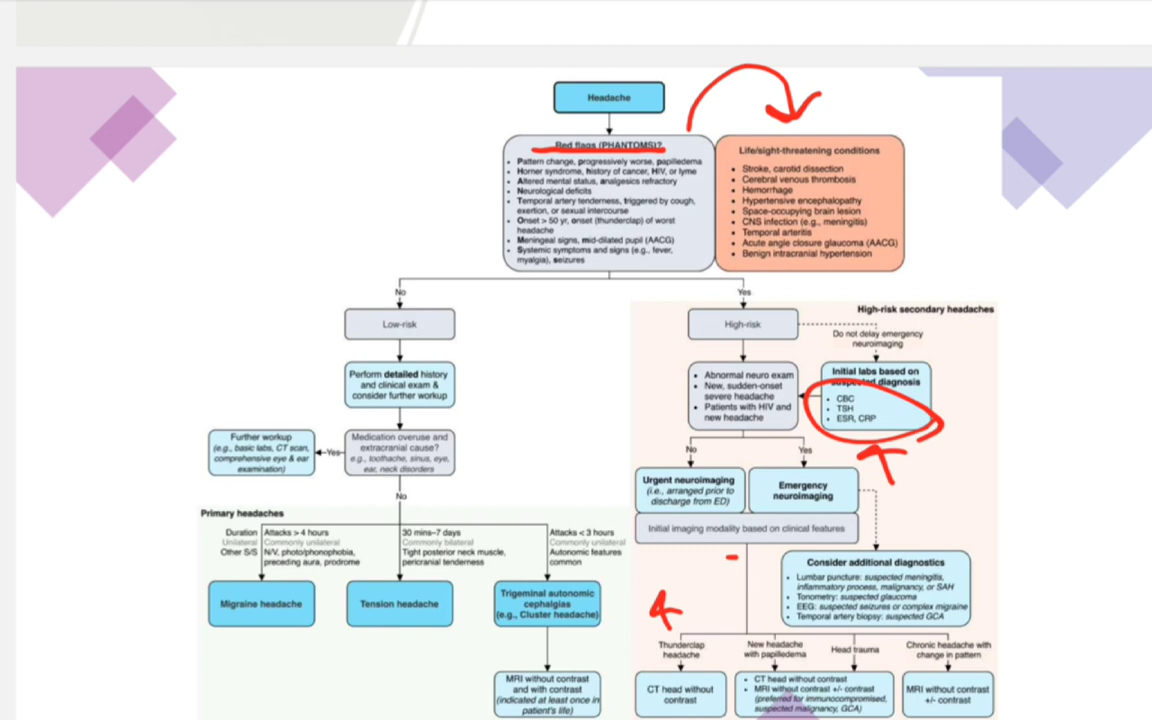 Headache
Red flags (PHANTOMS)?
• Pattern change, progressively worse, papilledema
• Horner syndrome, history of cancer, HIV, or lyme
• Altered mental status, analgesics refractory
• Neurological deficits
• Temporal artery tenderness, triggered by cough,
exertion, or sexual intercourse
• Onset > 50 yr, onset (thunderclap) of worst
headache
• Meningeal signs, mid-dilated pupil (AACG)
• Systemic symptoms and signs (e.g., fever,
myalgia), seizures
Life/sight-threatening conditions
• Stroke, carotid dissection
• Cerebral venous thrombosis
• Hemorrhage
• Hypertensive encephalopathy
• Space-occupying brain lesion
• CNS infection (e.g., meningitis)
• Temporal arteritis
• Acute angle closure glaucoma (AACG)
• Benign intracranial hypertension
No
Yes
Low-risk
Perform detailed history
and clinical exam &
consider further workup
Medication overuse and
extracranial cause?
e.g., toothache, sinus, eye,
ear, neck disorders
Yes
Further workup
(e.g., basic labs, CT scan,
comprehensive eye & ear
examination)
No
Primary headaches
Duration
Unilateral
Other S/S
Attacks > 4 hours
Commonly unilateral
N/V, photo/phonophobia,
preceding aura, prodrome
30 mins–7 days
Commonly bilateral
Tight posterior neck muscle,
pericranial tenderness
Attacks < 3 hours
Commonly unilateral
Autonomic features
common
Migraine headache
Tension headache
Trigeminal autonomic
cephalgias
(e.g., Cluster headache)
MRI without contrast
and with contrast
(indicated at least once in
patient's life)
High-risk secondary headaches
High-risk
Do not delay emergency
neuroimaging
• Abnormal neuro exam
• New, sudden-onset
severe headache
• Patients with HIV and
new headache
Initial labs based on
suspected diagnosis
• CBC
• TSH
• ESR, CRP
No
Yes
Urgent neuroimaging
(i.e., arranged prior to
discharge from ED)
Emergency
neuroimaging
Initial imaging modality based on clinical features
Consider additional diagnostics
• Lumbar puncture: suspected meningitis,
inflammatory process, malignancy, or SAH
• Tonometry: suspected glaucoma
• EEG: suspected seizures or complex migraine
• Temporal artery biopsy: suspected GCA
Thunderclap
headache
New headache
with papilledema
Head trauma
Chronic headache with
change in pattern
CT head without
contrast
• CT head without contrast
• MRI without contrast +/- contrast
(preferred for immunocompromised,
suspected malignancy, GCA)
MRI without contrast
+/- contrast